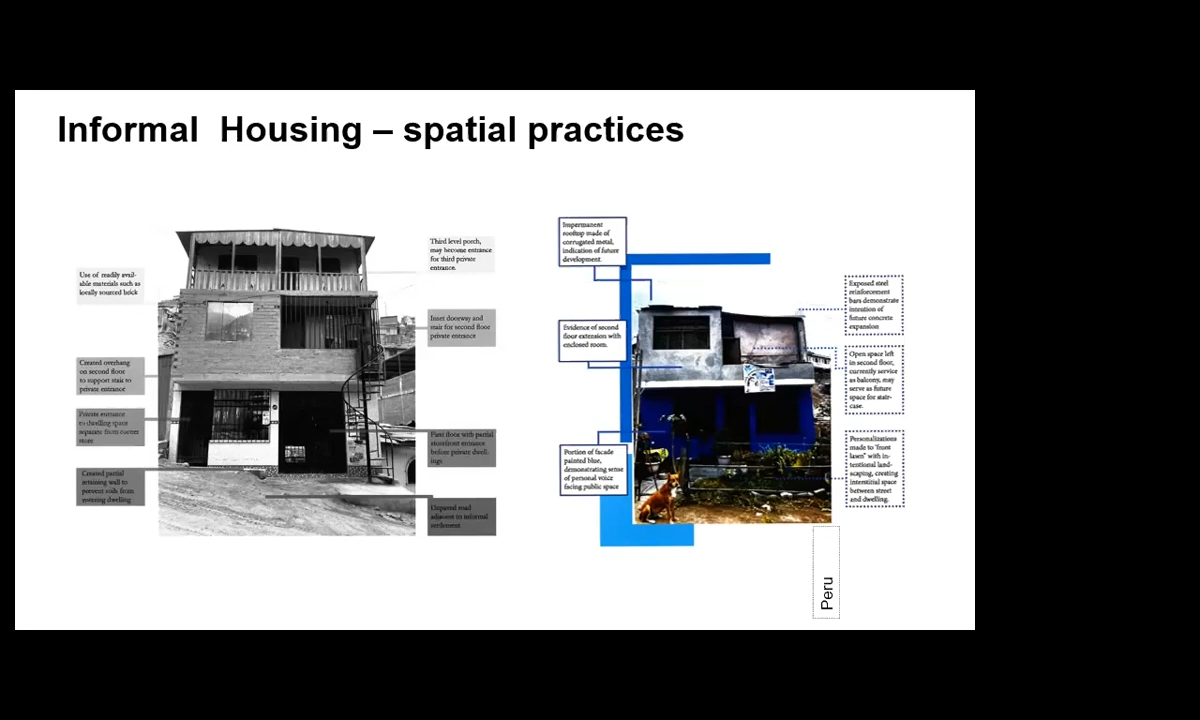 Informal  Housing – spatial practices
Use of readily avail-
able materials such as
locally sourced brick
Created overhang
on second floor
to support stair to
private entrance
Private entrance
to dwelling space
separate from corner
store
Created partial
retaining wall to
prevent soils from
entering dwelling
Third level porch,
may become entrance
for third private
entrance.
Inset doorway and
stair for second floor
private entrance
First floor with partial
storefront entrance
before private dwell-
ings
Unpaved road
adjacent to informal
settlement
Impermanent
rooftop made of
corrugated metal,
indication of future
development.
Evidence of second
floor extension with
enclosed room.
Portion of facade
painted blue,
demonstrating sense
of personal voice
facing public space
Exposed steel
reinforcement
bars demonstrate
intention of
future concrete
expansion
Open space left
in second floor,
currently service
as balcony, may
serve as future
space for stair-
case.
Personalizations
made to "front
lawn" with in-
tentional land-
scaping, creating
interstitial space
between street
and dwelling.
Peru